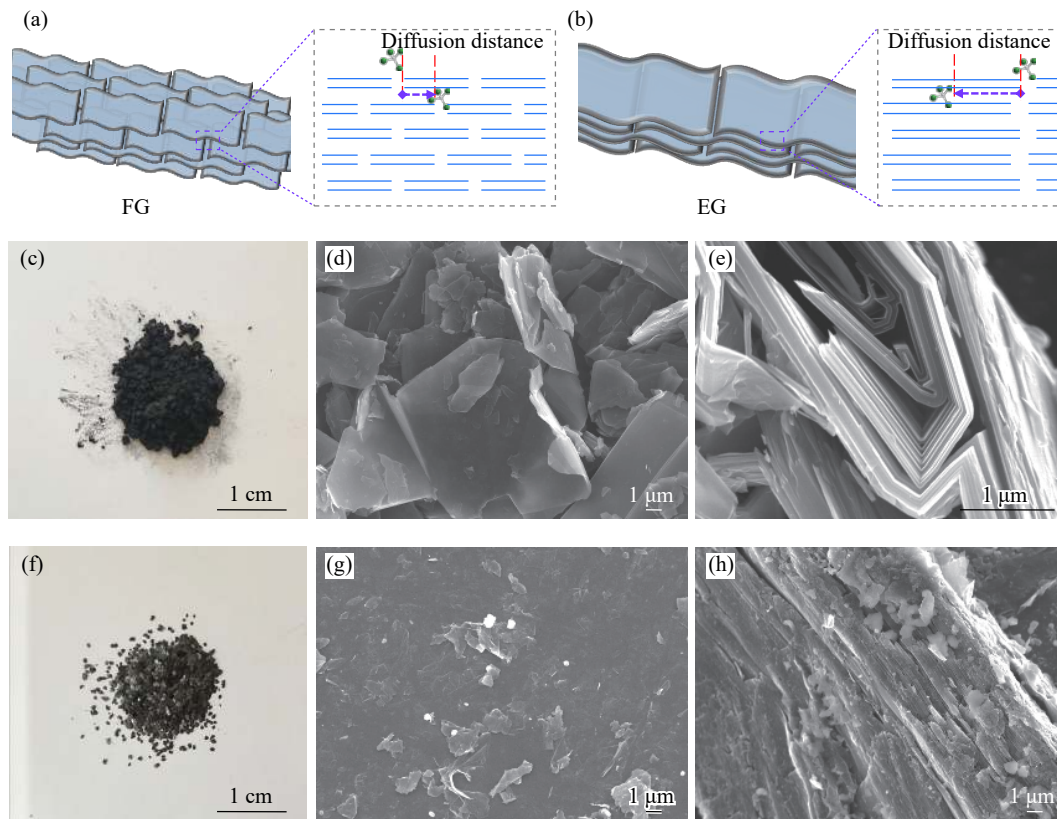 (a)
(b)
Diffusion distance
Diffusion distance
FG
EG
(c)
(d)
(e)
1 cm
1 μm
1 μm
(f)
(g)
(h)
1 cm
1 μm
1 μm